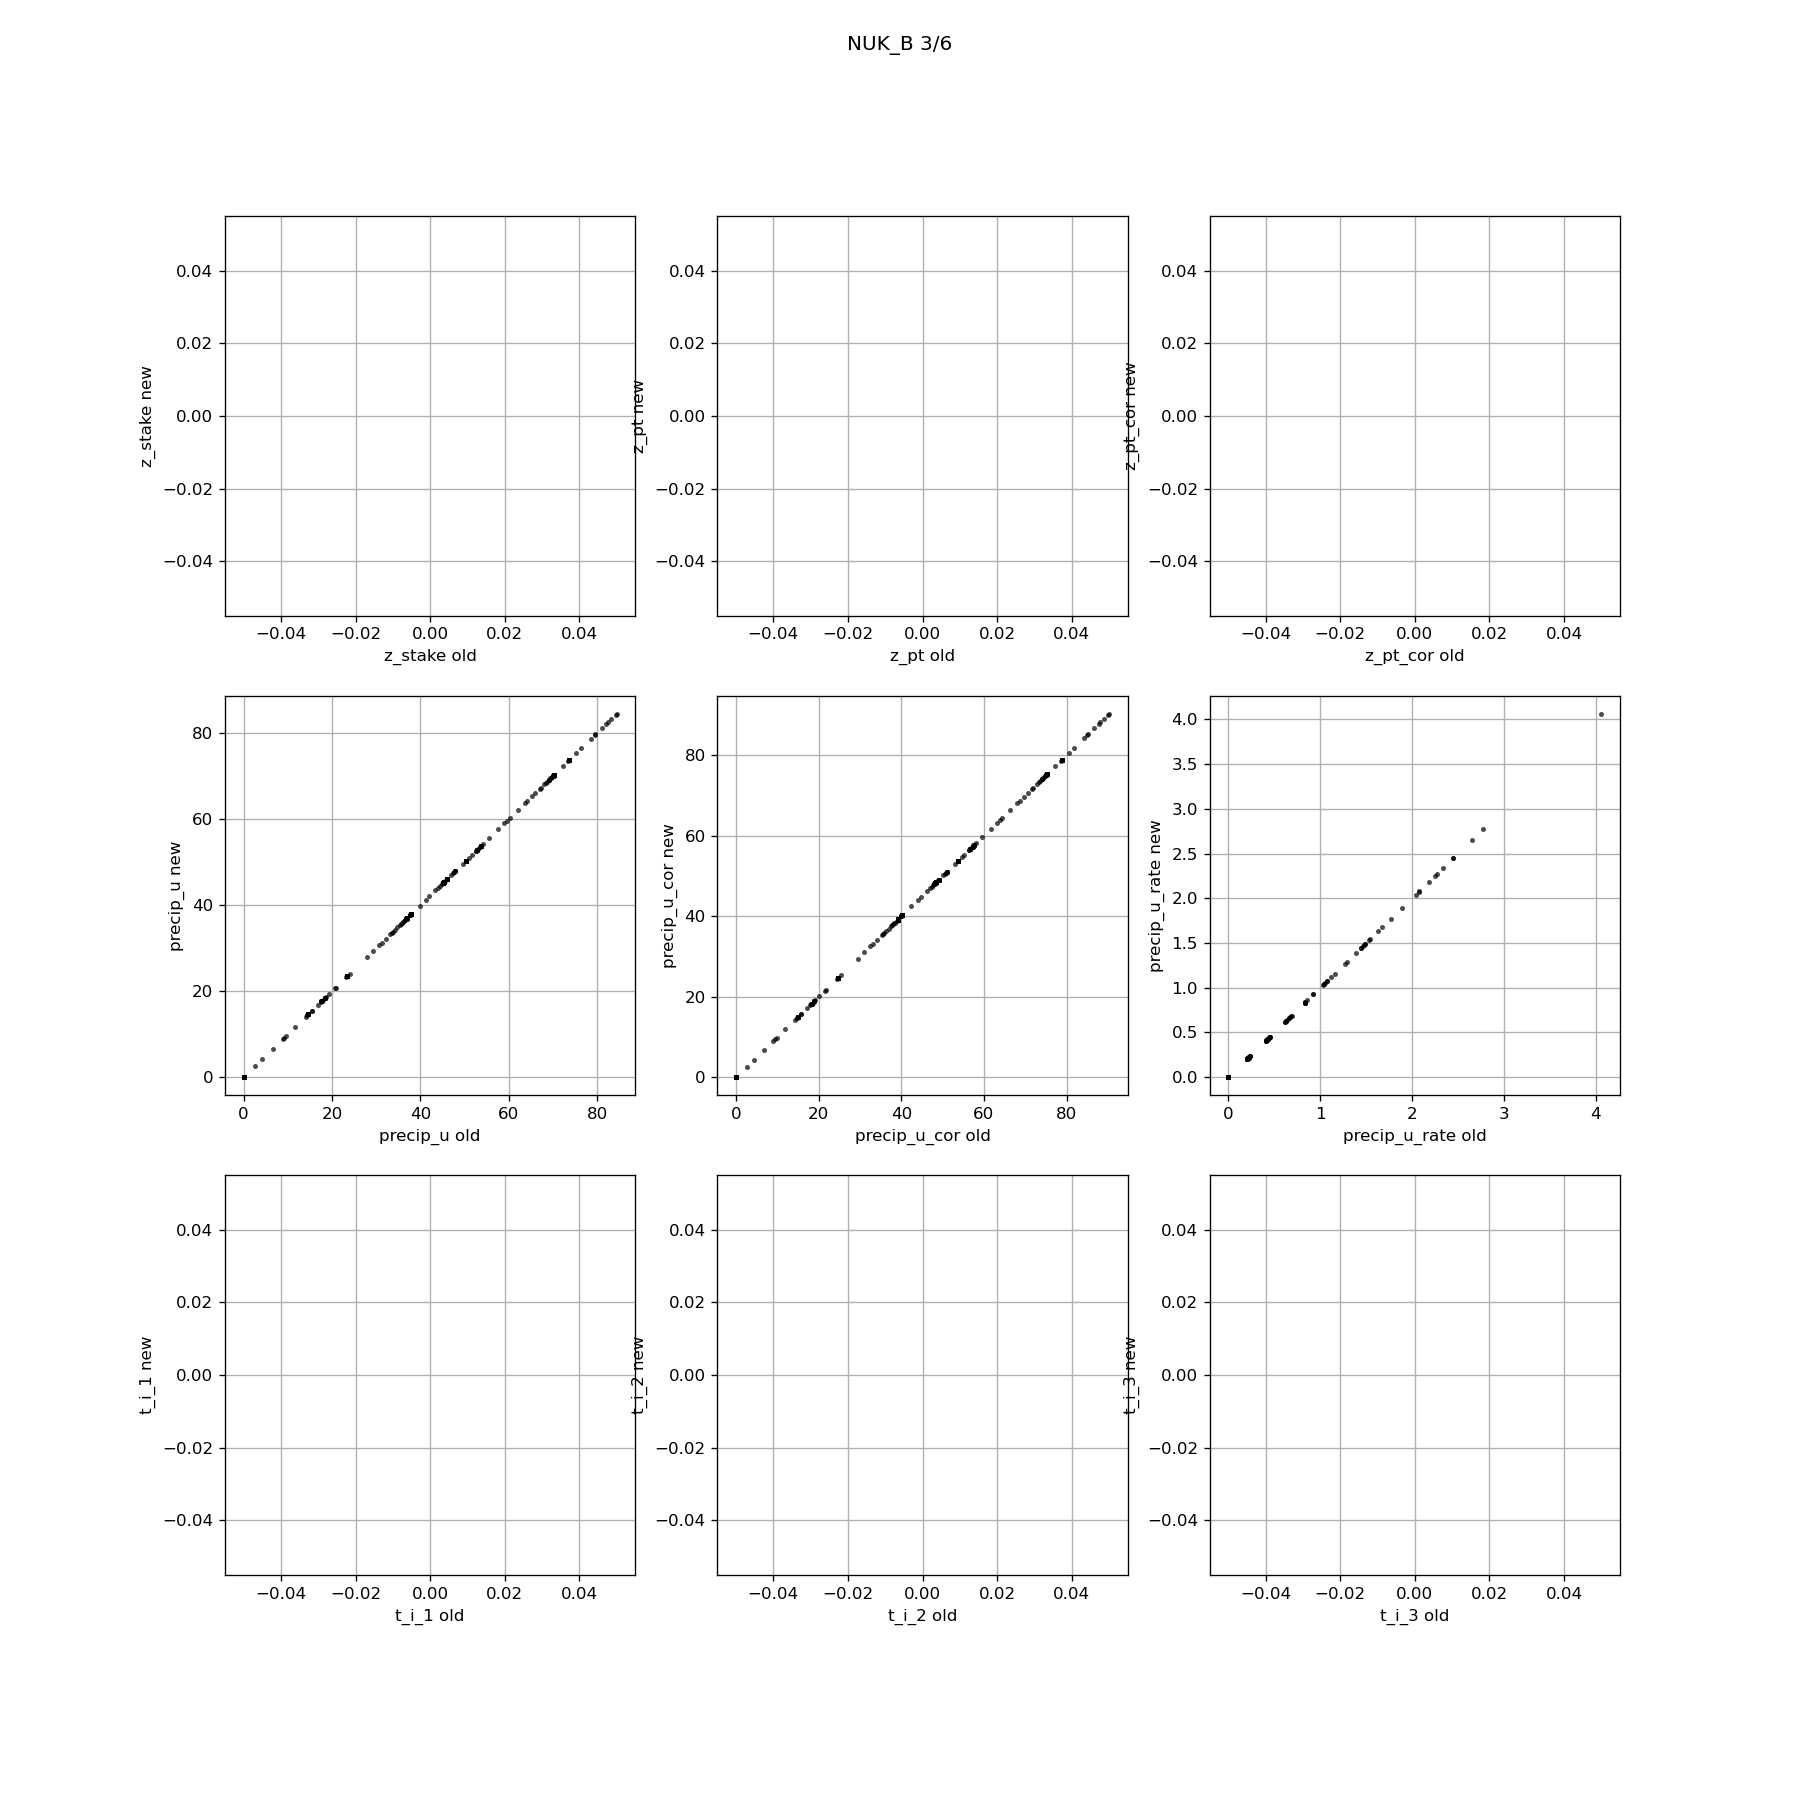 NUK_B 3/6
z_stake new
0.04
0.02
0.00
−0.02
−0.04
−0.04 −0.02 0.00 0.02 0.04
z_stake old
z_pt new
0.04
0.02
0.00
−0.02
−0.04
−0.04 −0.02 0.00 0.02 0.04
z_pt old
z_pt_cor new
0.04
0.02
0.00
−0.02
−0.04
−0.04 −0.02 0.00 0.02 0.04
z_pt_cor old
precip_u new
80
60
40
20
0
0 20 40 60 80
precip_u old
precip_u_cor new
80
60
40
20
0
0 20 40 60 80
precip_u_cor old
precip_u_rate new
4.0
3.5
3.0
2.5
2.0
1.5
1.0
0.5
0.0
0 1 2 3 4
precip_u_rate old
t_i_1 new
0.04
0.02
0.00
−0.02
−0.04
−0.04 −0.02 0.00 0.02 0.04
t_i_1 old
t_i_2 new
0.04
0.02
0.00
−0.02
−0.04
−0.04 −0.02 0.00 0.02 0.04
t_i_2 old
t_i_3 new
0.04
0.02
0.00
−0.02
−0.04
−0.04 −0.02 0.00 0.02 0.04
t_i_3 old